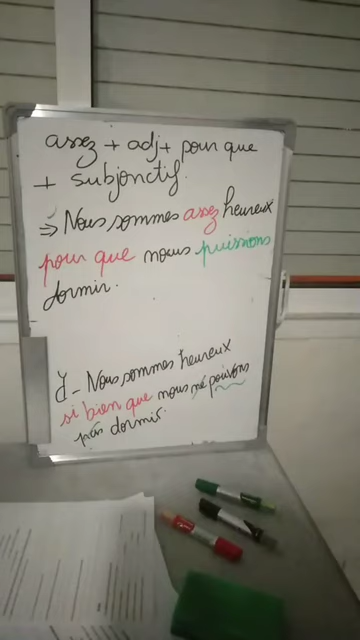 assez + adj + pour que
+ subjonctif.
⇒ Nous sommes assez heureux
pour que nous puissions
dormir.
d - Nous sommes heureux
si bien que nous ne pouvons
pas dormir.